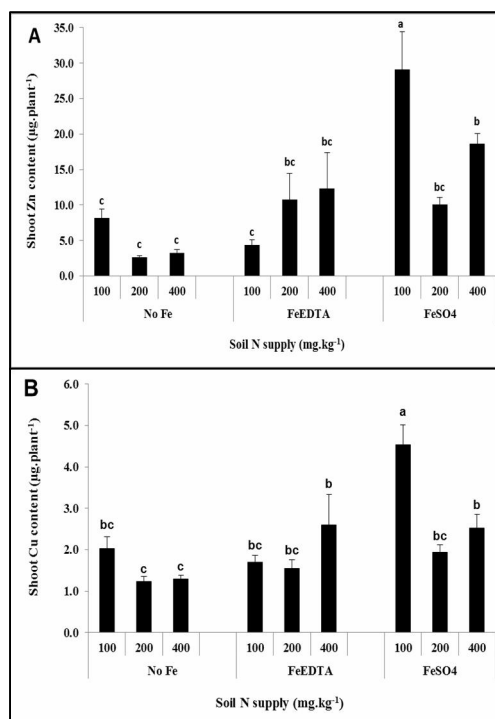 A
Shoot Zn content (µg.plant-1)
35.0
30.0
25.0
20.0
15.0
10.0
5.0
0.0
c
c
c
c
bc
bc
a
bc
b
100 200 400 100 200 400 100 200 400
No Fe FeEDTA FeSO4
Soil N supply (mg.kg-1)
B
Shoot Cu content (µg.plant-1)
6.0
5.0
4.0
3.0
2.0
1.0
0.0
bc
c
c
bc
bc
b
a
bc
b
100 200 400 100 200 400 100 200 400
No Fe FeEDTA FeSO4
Soil N supply (mg.kg-1)